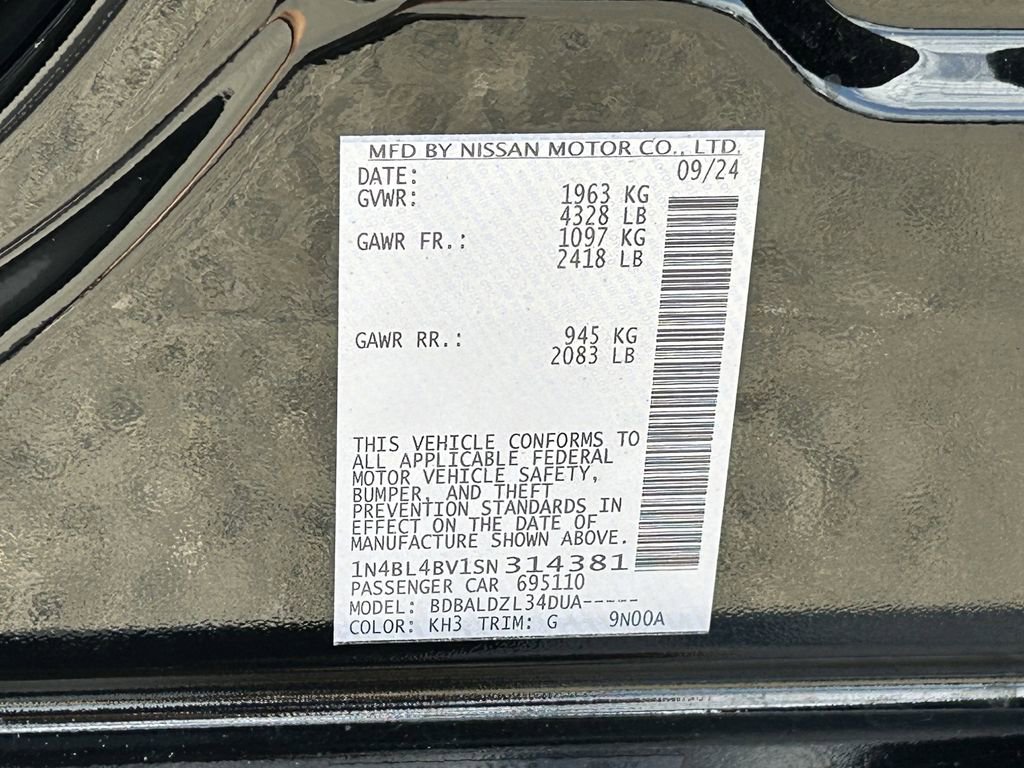 MFD BY NISSAN MOTOR CO., LTD.
DATE: 09/24
GVWR: 1963 KG
4328 LB
GAWR FR.: 1097 KG
2418 LB
GAWR RR.: 945 KG
2083 LB
THIS VEHICLE CONFORMS TO
ALL APPLICABLE FEDERAL
MOTOR VEHICLE SAFETY,
BUMPER, AND THEFT
PREVENTION STANDARDS IN
EFFECT ON THE DATE OF
MANUFACTURE SHOWN ABOVE.
1N4BL4BV1SN314381
PASSENGER CAR 695110
MODEL: BDBALDZL34DUA-----
COLOR: KH3 TRIM: G 9N00A